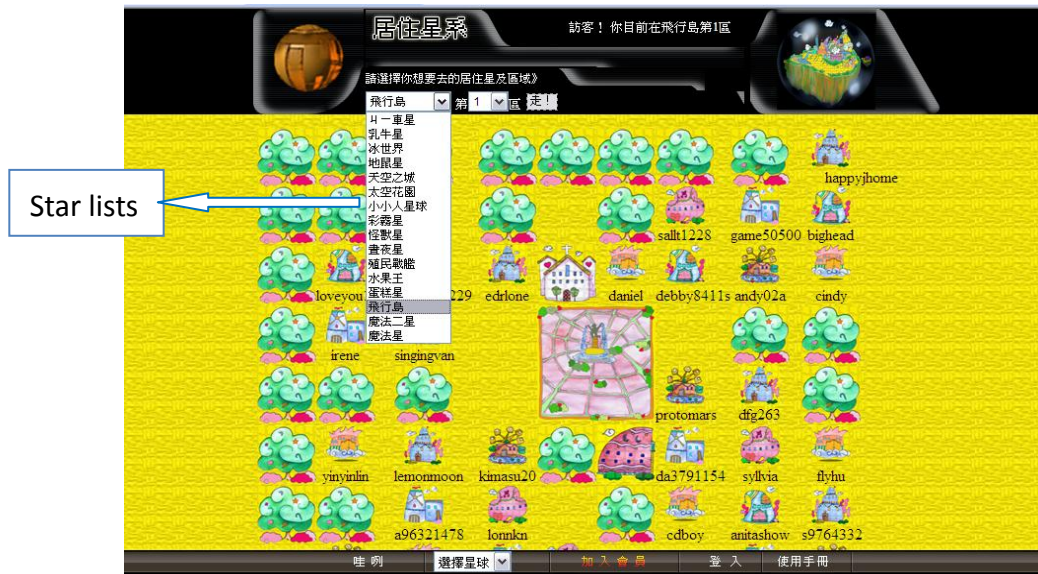 居住星系
訪客！ 你目前在飛行島第1區
請選擇你想要去的居住星及區域》
飛行島 第 1 區 走!
ㄐㄧ車星
乳牛星
冰世界
地鼠星
天空之城
太空花園
小小人星球
彩霧星
怪獸星
晝夜星
殖民戰艦
水果王
蛋糕星
飛行島
魔法二星
魔法星
Star lists
happyjhome
sallt1228 game50500 bighead
loveyou 229 edrlone daniel debby8411s andy02a cindy
irene singingvan
protomars dfg263
yinyinlin lemonmoon kimasu20 da3791154 syllvia flyhu
a96321478 lonnkn cdboy anitashow s9764332
哇咧 選擇星球 加入會員 登入 使用手冊